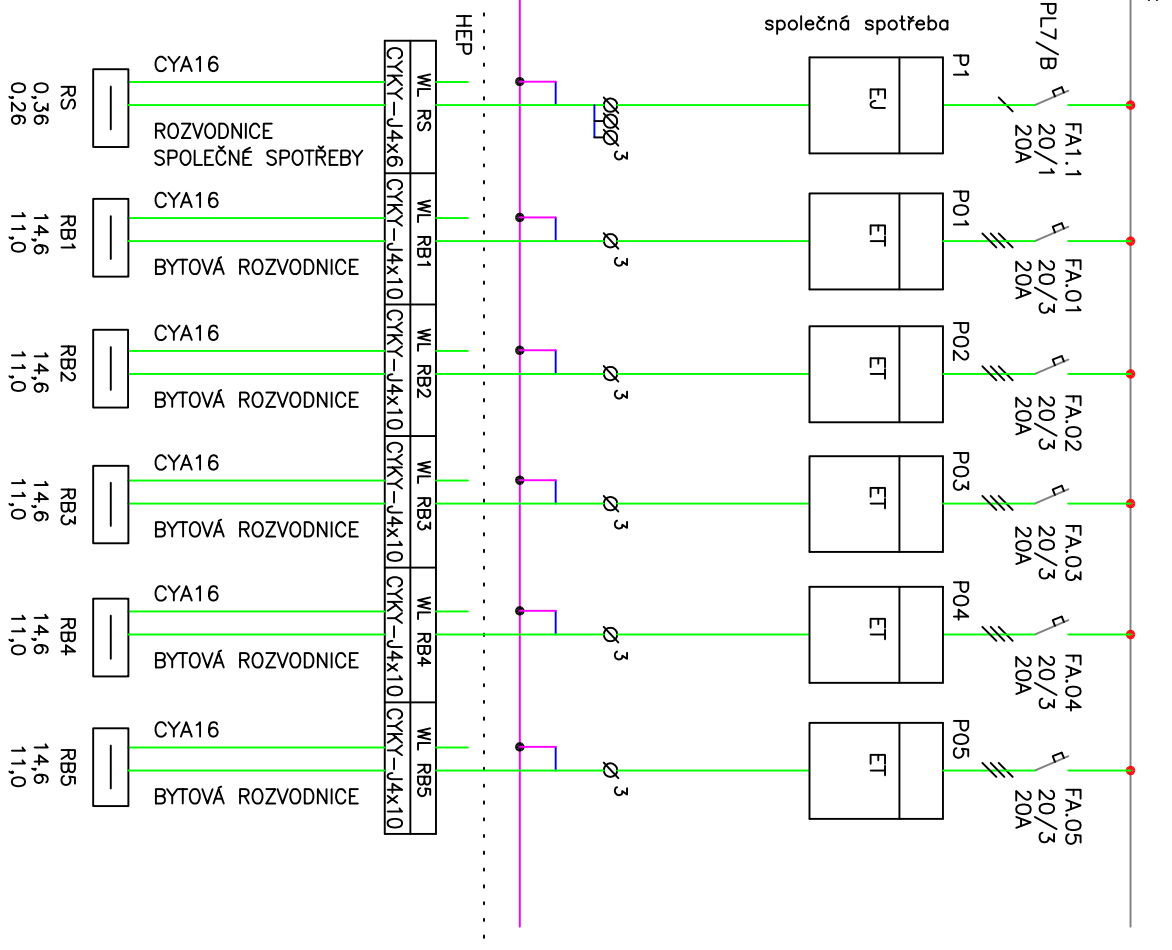 společná spotřeba
PL7/B
HEP
P1
EJ
FA1.1
20/1
20A
3
WL RS
CYKY-J4x6
CYA16
ROZVODNICE
SPOLEČNÉ SPOTŘEBY
RS
0,36
0,26
P01
ET
FA.01
20/3
20A
3
WL RB1
CYKY-J4x10
CYA16
BYTOVÁ ROZVODNICE
RB1
14,6
11,0
P02
ET
FA.02
20/3
20A
3
WL RB2
CYKY-J4x10
CYA16
BYTOVÁ ROZVODNICE
RB2
14,6
11,0
P03
ET
FA.03
20/3
20A
3
WL RB3
CYKY-J4x10
CYA16
BYTOVÁ ROZVODNICE
RB3
14,6
11,0
P04
ET
FA.04
20/3
20A
3
WL RB4
CYKY-J4x10
CYA16
BYTOVÁ ROZVODNICE
RB4
14,6
11,0
P05
ET
FA.05
20/3
20A
3
WL RB5
CYKY-J4x10
CYA16
BYTOVÁ ROZVODNICE
RB5
14,6
11,0